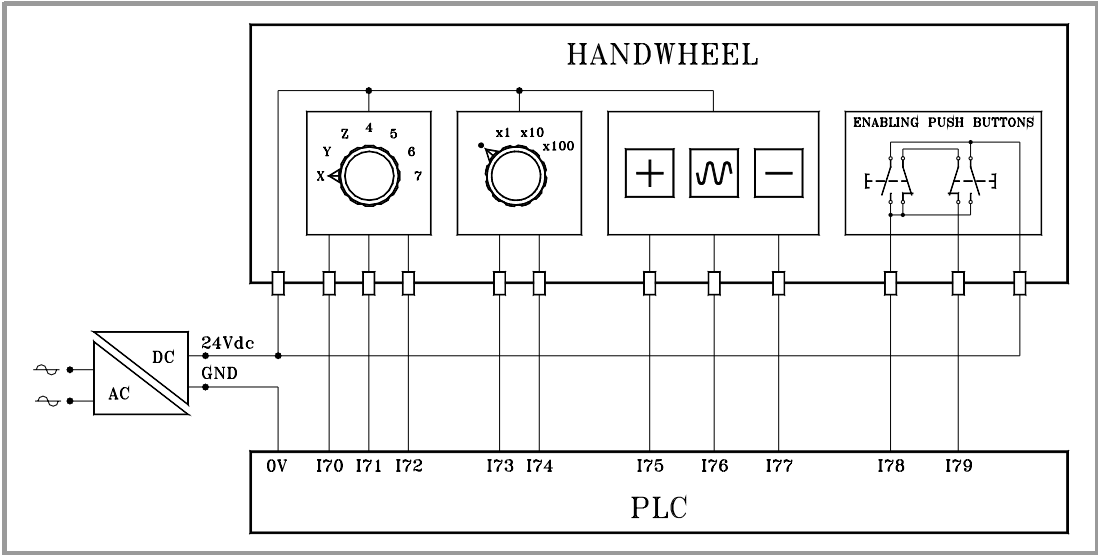 HANDWHEEL
X Y Z 4 5 6 7
x1 x10 x100
+ −
ENABLING PUSH BUTTONS
24Vdc
DC
GND
AC
0V I70 I71 I72 I73 I74 I75 I76 I77 I78 I79
PLC